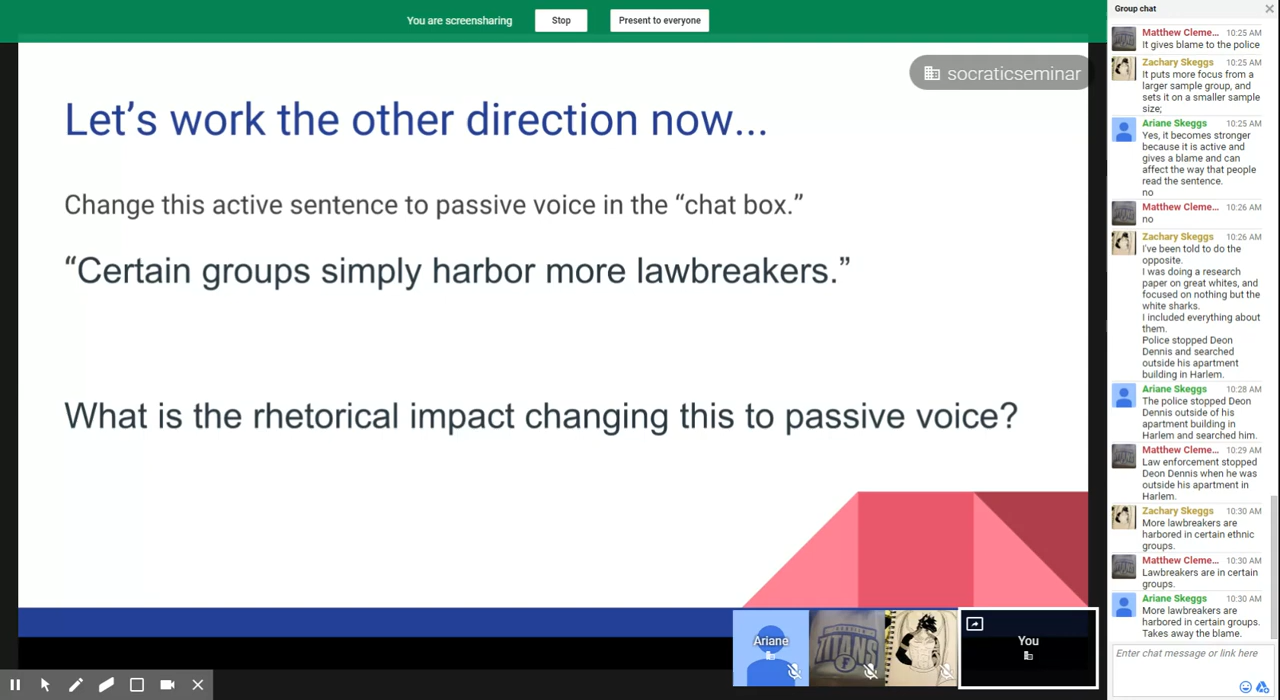 You are screensharing
Stop
Present to everyone
socraticseminar
Let's work the other direction now...
Change this active sentence to passive voice in the “chat box.”
“Certain groups simply harbor more lawbreakers.”
What is the rhetorical impact changing this to passive voice?
Ariane
TITANS
You
Group chat
Matthew Cleme... 10:25 AM
It gives blame to the police
Zachary Skeggs 10:25 AM
It puts more focus from a
larger sample group, and
sets it on a smaller sample
size;
Ariane Skeggs 10:25 AM
Yes, it becomes stronger
because it is active and
gives a blame and can
affect the way that people
read the sentence.
no
Matthew Cleme... 10:26 AM
no
Zachary Skeggs 10:26 AM
I've been told to do the
opposite.
I was doing a research
paper on great whites, and
focused on nothing but the
white sharks.
I included everything about
them.
Police stopped Deon
Dennis and searched
outside his apartment
building in Harlem.
Ariane Skeggs 10:28 AM
The police stopped Deon
Dennis outside of his
apartment building in
Harlem and searched him.
Matthew Cleme... 10:29 AM
Law enforcement stopped
Deon Dennis when he was
outside his apartment in
Harlem.
Zachary Skeggs 10:30 AM
More lawbreakers are
harbored in certain ethnic
groups.
Matthew Cleme... 10:30 AM
Lawbreakers are in certain
groups.
Ariane Skeggs 10:30 AM
More lawbreakers are
harbored in certain groups.
Takes away the blame.
Enter chat message or link here